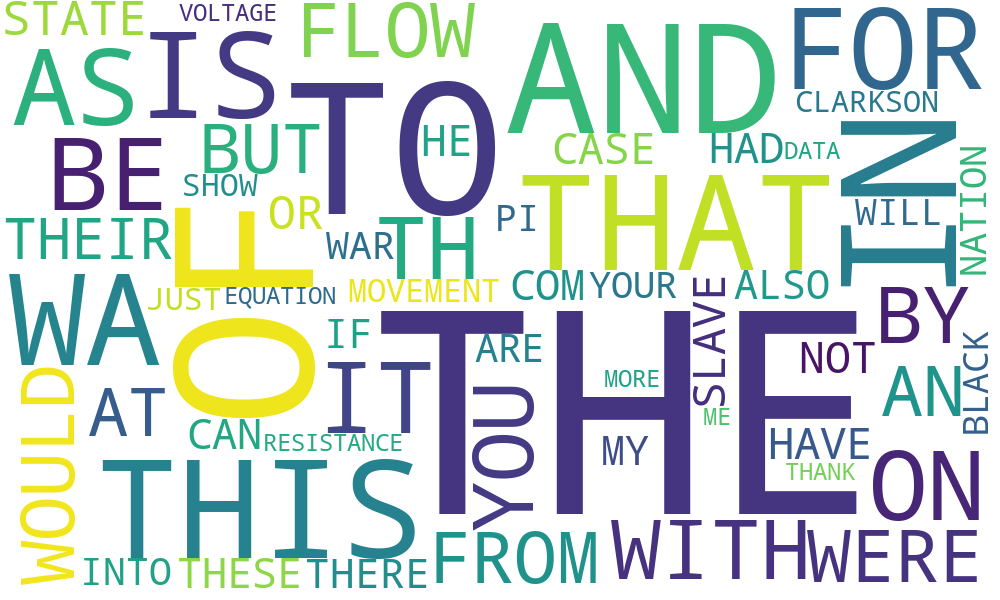 STATE
VOLTAGE
FLOW
AS
IS
TO
AND
FOR
CLARKSON
BE
BUT
HE
CASE
HAD
DATA
IN
SHOW
OR
THAT
WILL
NATION
THEIR
OF
WAR
TH
PI
WA
JUST
EQUATION
MOVEMENT
COM
YOUR
ALSO
BY
IF
THE
ARE
SLAVE
NOT
BLACK
WOULD
AT
IT
YOU
MORE
AN
CAN
RESISTANCE
MY
ME
HAVE
THIS
THANK
ON
INTO
THESE
THERE
FROM
WITH
WERE